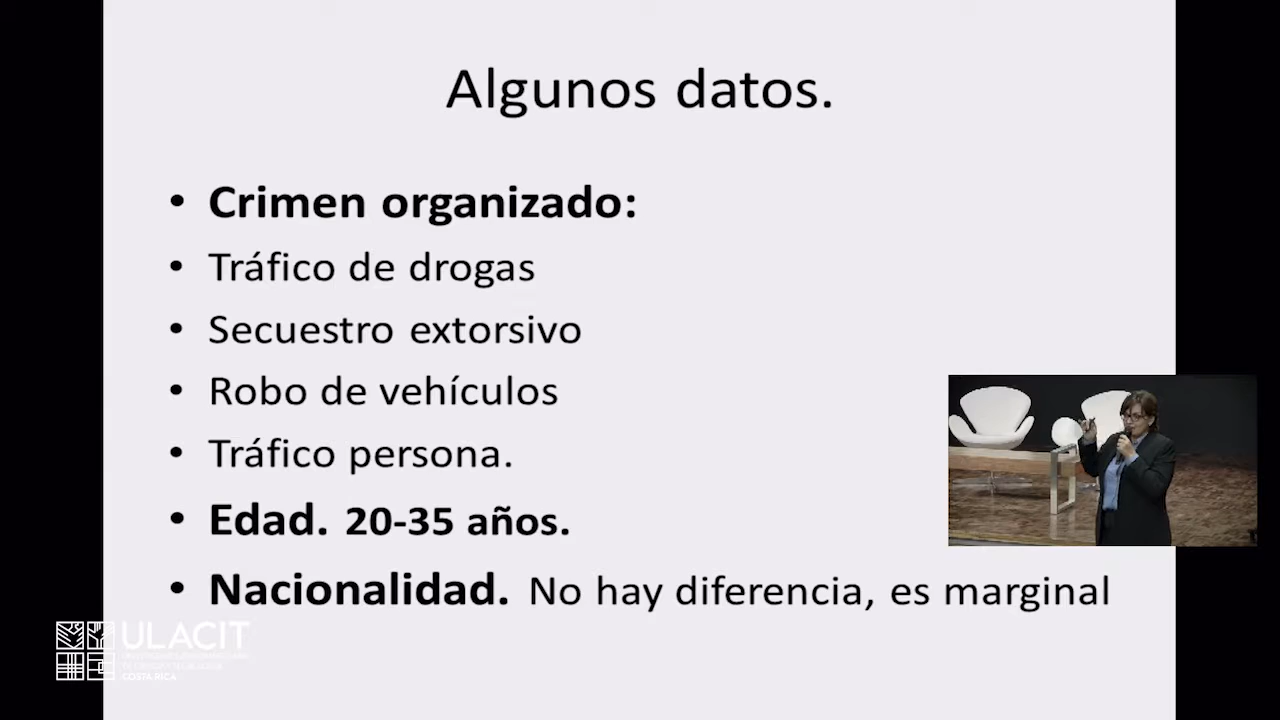 Algunos datos.
• Crimen organizado:
• Tráfico de drogas
• Secuestro extorsivo
• Robo de vehículos
• Tráfico persona.
• Edad. 20-35 años.
• Nacionalidad. No hay diferencia, es marginal
ULACIT
COSTA RICA